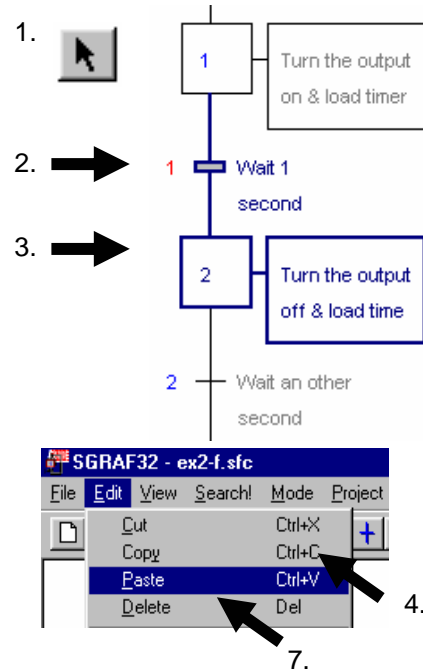 1.
1
Turn the output
on & load timer
2.
1
Wait 1
second
3.
2
Turn the output
off & load time
2
Wait an other
second
SGRAF32 - ex2-f.sfc
File Edit View Search! Mode Project
Cut Ctrl+X
Copy Ctrl+C
Paste Ctrl+V
Delete Del
4.
7.